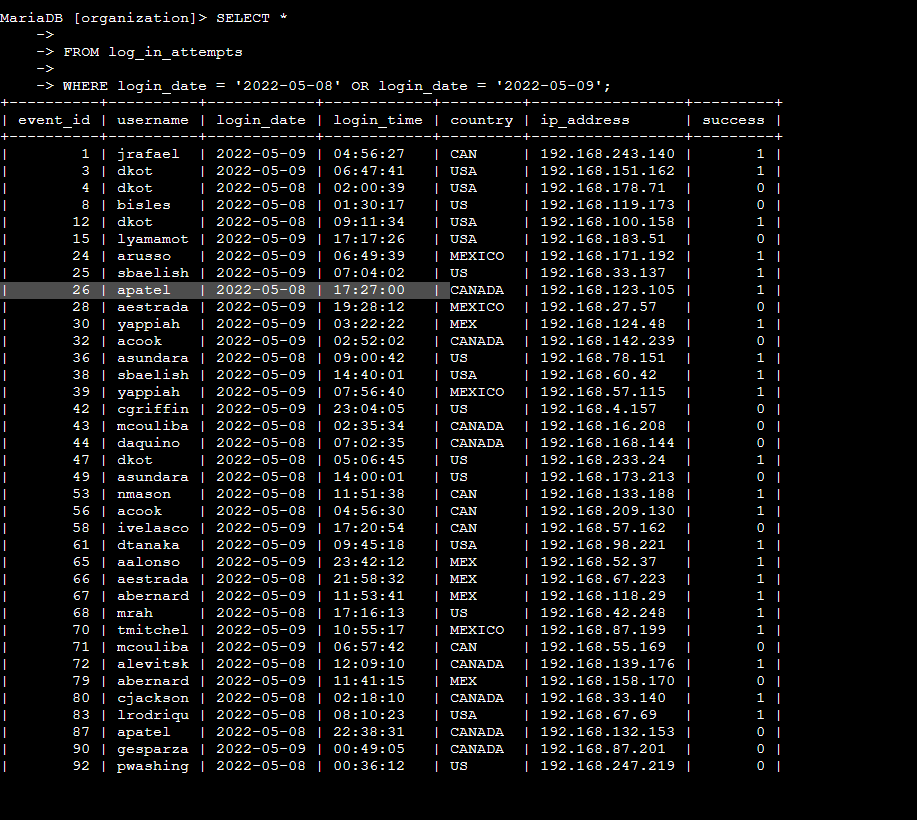 MariaDB [organization]> SELECT *
    ->
    -> FROM log_in_attempts
    ->
    -> WHERE login_date = '2022-05-08' OR login_date = '2022-05-09';
+----------+----------+------------+------------+---------+-----------------+---------+
| event_id | username | login_date | login_time | country | ip_address      | success |
+----------+----------+------------+------------+---------+-----------------+---------+
|        1 | jrafael  | 2022-05-09 | 04:56:27   | CAN     | 192.168.243.140 |       1 |
|        3 | dkot     | 2022-05-09 | 06:47:41   | USA     | 192.168.151.162 |       1 |
|        4 | dkot     | 2022-05-08 | 02:00:39   | USA     | 192.168.178.71  |       0 |
|        8 | bisles   | 2022-05-08 | 01:30:17   | US      | 192.168.119.173 |       0 |
|       12 | dkot     | 2022-05-08 | 09:11:34   | USA     | 192.168.100.158 |       1 |
|       15 | lyamamot | 2022-05-09 | 17:17:26   | USA     | 192.168.183.51  |       0 |
|       24 | arusso   | 2022-05-09 | 06:49:39   | MEXICO  | 192.168.171.192 |       1 |
|       25 | sbaelish | 2022-05-09 | 07:04:02   | US      | 192.168.33.137  |       1 |
|       26 | apatel   | 2022-05-08 | 17:27:00   | CANADA  | 192.168.123.105 |       1 |
|       28 | aestrada | 2022-05-09 | 19:28:12   | MEXICO  | 192.168.27.57   |       0 |
|       30 | yappiah  | 2022-05-09 | 03:22:22   | MEX     | 192.168.124.48  |       1 |
|       32 | acook    | 2022-05-09 | 02:52:02   | CANADA  | 192.168.142.239 |       0 |
|       36 | asundara | 2022-05-08 | 09:00:42   | US      | 192.168.78.151  |       1 |
|       38 | sbaelish | 2022-05-09 | 14:40:01   | USA     | 192.168.60.42   |       1 |
|       39 | yappiah  | 2022-05-09 | 07:56:40   | MEXICO  | 192.168.57.115  |       1 |
|       42 | cgriffin | 2022-05-09 | 23:04:05   | US      | 192.168.4.157   |       0 |
|       43 | mcouliba | 2022-05-08 | 02:35:34   | CANADA  | 192.168.16.208  |       0 |
|       44 | daquino  | 2022-05-08 | 07:02:35   | CANADA  | 192.168.168.144 |       0 |
|       47 | dkot     | 2022-05-08 | 05:06:45   | US      | 192.168.233.24  |       1 |
|       49 | asundara | 2022-05-08 | 14:00:01   | US      | 192.168.173.213 |       0 |
|       53 | nmason   | 2022-05-08 | 11:51:38   | CAN     | 192.168.133.188 |       1 |
|       56 | acook    | 2022-05-08 | 04:56:30   | CAN     | 192.168.209.130 |       1 |
|       58 | ivelasco | 2022-05-09 | 17:20:54   | CAN     | 192.168.57.162  |       0 |
|       61 | dtanaka  | 2022-05-09 | 09:45:18   | USA     | 192.168.98.221  |       1 |
|       65 | aalonso  | 2022-05-09 | 23:42:12   | MEX     | 192.168.52.37   |       1 |
|       66 | aestrada | 2022-05-08 | 21:58:32   | MEX     | 192.168.67.223  |       1 |
|       67 | abernard | 2022-05-09 | 11:53:41   | MEX     | 192.168.118.29  |       1 |
|       68 | mrah     | 2022-05-08 | 17:16:13   | US      | 192.168.42.248  |       1 |
|       70 | tmitchel | 2022-05-09 | 10:55:17   | MEXICO  | 192.168.87.199  |       1 |
|       71 | mcouliba | 2022-05-09 | 06:57:42   | CAN     | 192.168.55.169  |       0 |
|       72 | alevitsk | 2022-05-08 | 12:09:10   | CANADA  | 192.168.139.176 |       1 |
|       79 | abernard | 2022-05-09 | 11:41:15   | MEX     | 192.168.158.170 |       0 |
|       80 | cjackson | 2022-05-08 | 02:18:10   | CANADA  | 192.168.33.140  |       1 |
|       83 | lrodriqu | 2022-05-08 | 08:10:23   | USA     | 192.168.67.69   |       1 |
|       87 | apatel   | 2022-05-08 | 22:38:31   | CANADA  | 192.168.132.153 |       0 |
|       90 | gesparza | 2022-05-09 | 00:49:05   | CANADA  | 192.168.87.201  |       0 |
|       92 | pwashing | 2022-05-08 | 00:36:12   | US      | 192.168.247.219 |       0 |